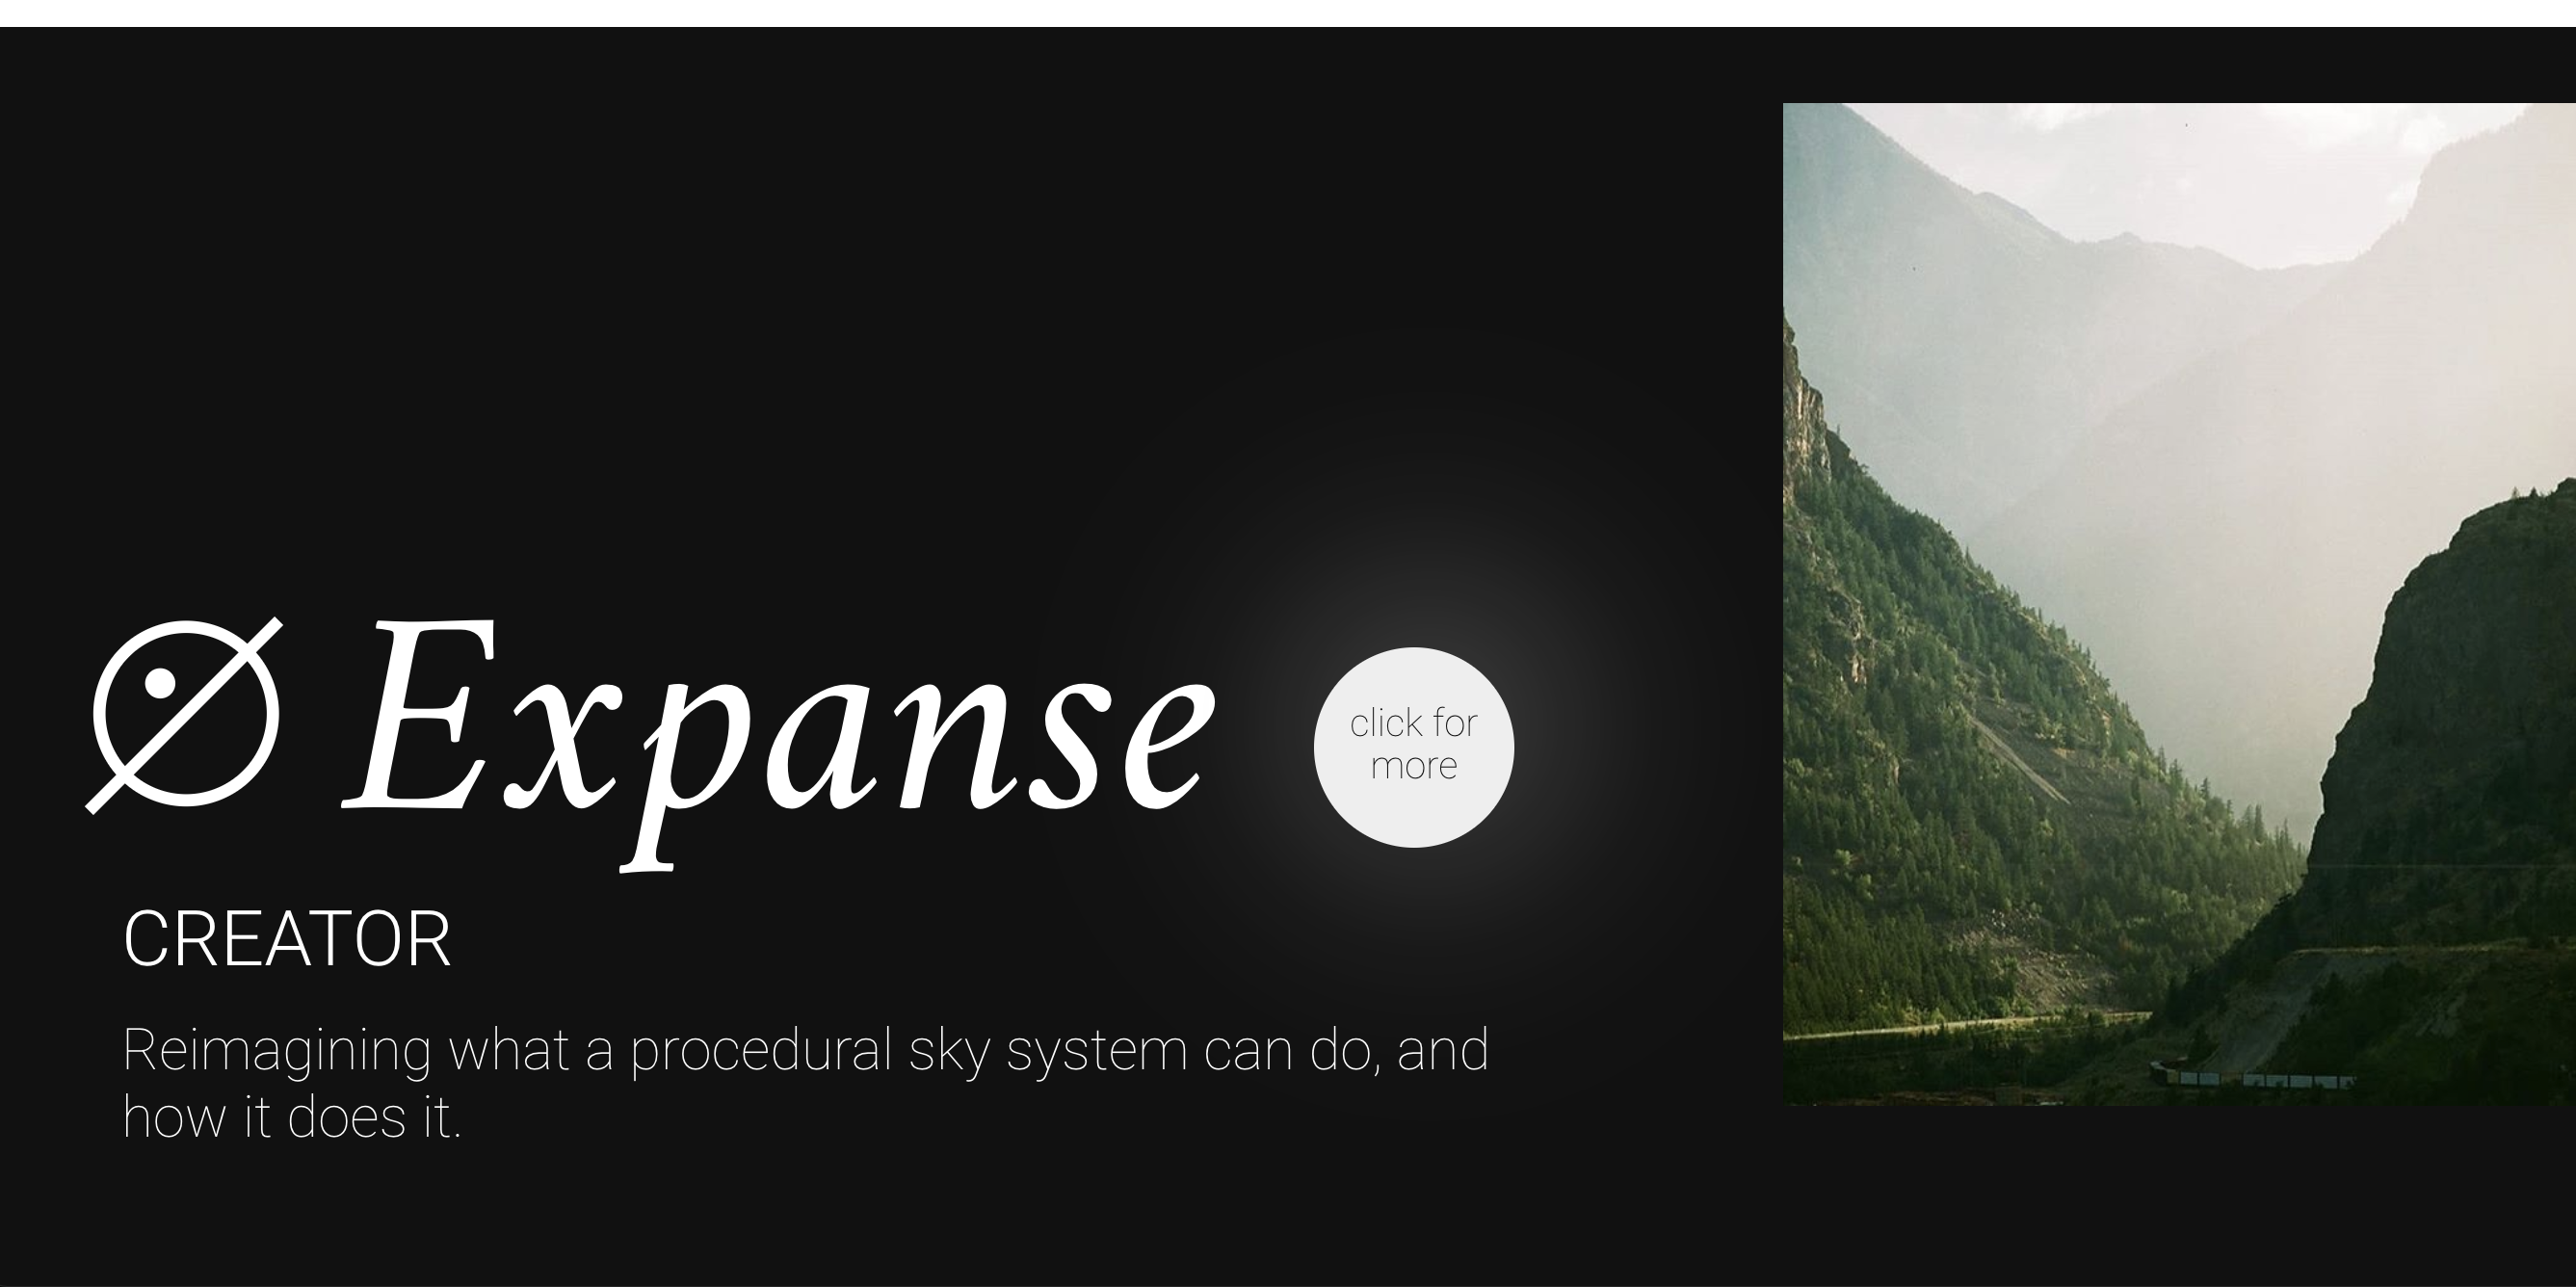 Expanse
click for
more
CREATOR
Reimagining what a procedural sky system can do, and
how it does it.